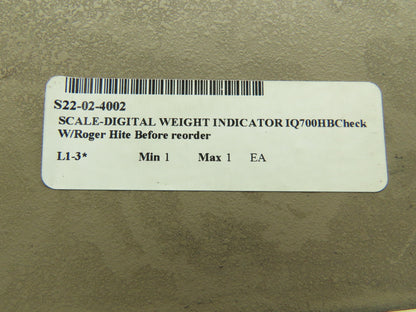 S22-02-4002
SCALE-DIGITAL WEIGHT INDICATOR IQ700HBCheck
W/Roger Hite Before reorder
L1-3* Min 1 Max 1 EA